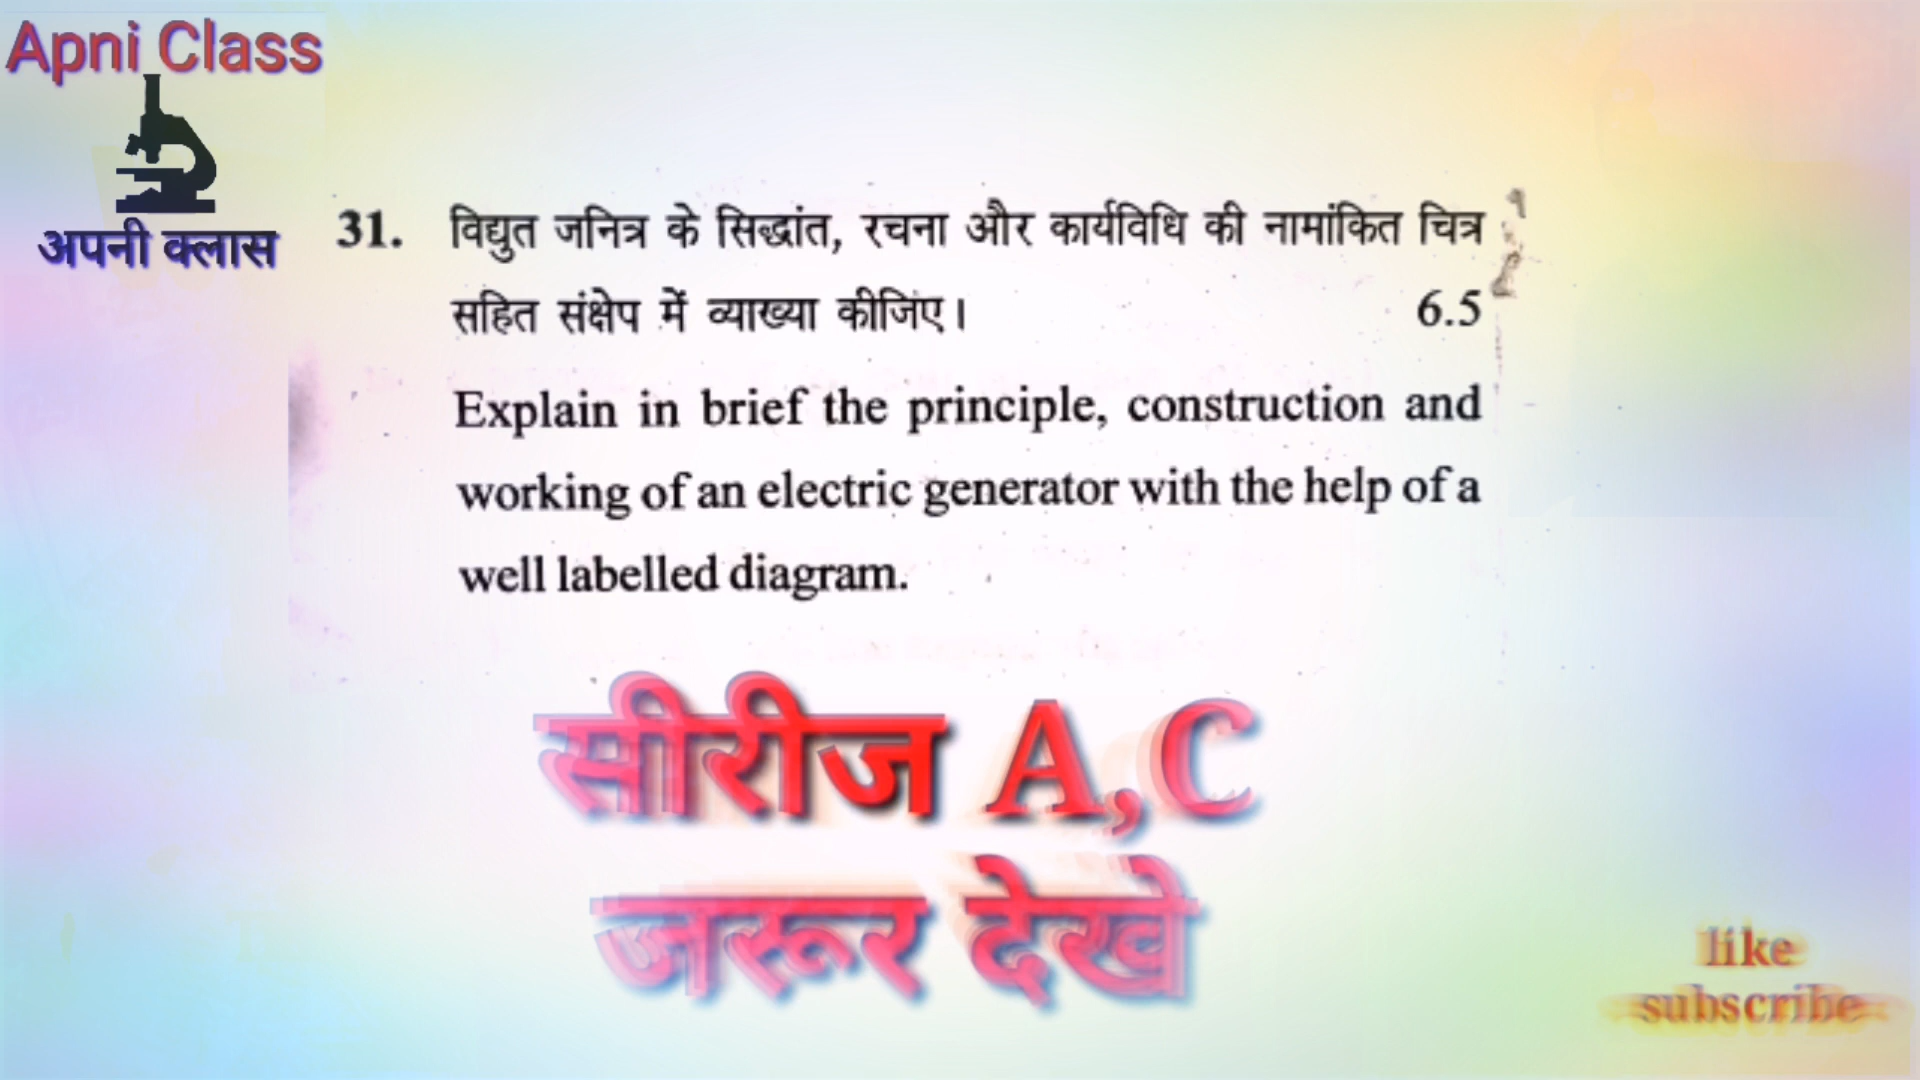 Apni Class
अपनी क्लास
31. विद्युत जनित्र के सिद्धांत, रचना और कार्यविधि की नामांकित चित्र
सहित संक्षेप में व्याख्या कीजिए। 6.5
Explain in brief the principle, construction and
working of an electric generator with the help of a
well labelled diagram.
सीरीज A,C
जरूर देखे
like
subscribe